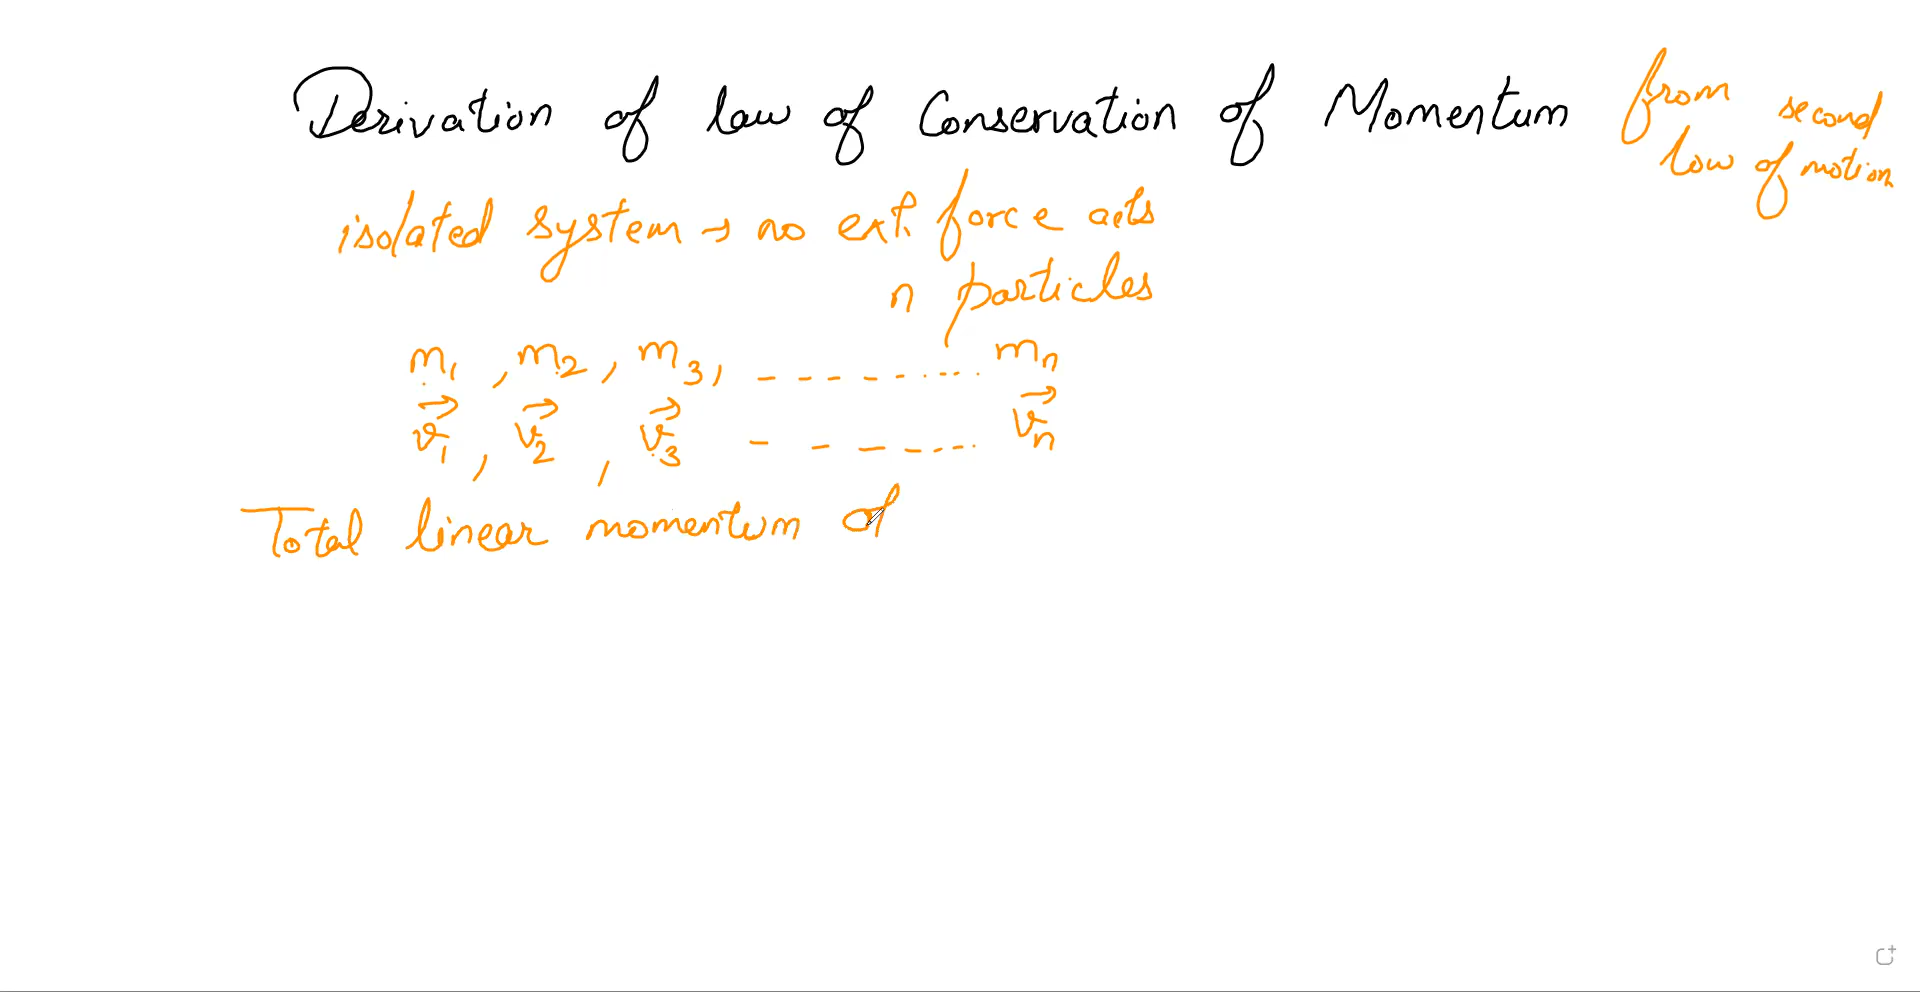 Derivation of law of Conservation of Momentum from second
law of motion
isolated system → no ext. force acts
n particles
m₁, m₂, m₃, - - - - - ...... mₙ
v⃗₁, v⃗₂, v⃗₃ - - - - ...... v⃗ₙ
Total linear momentum of